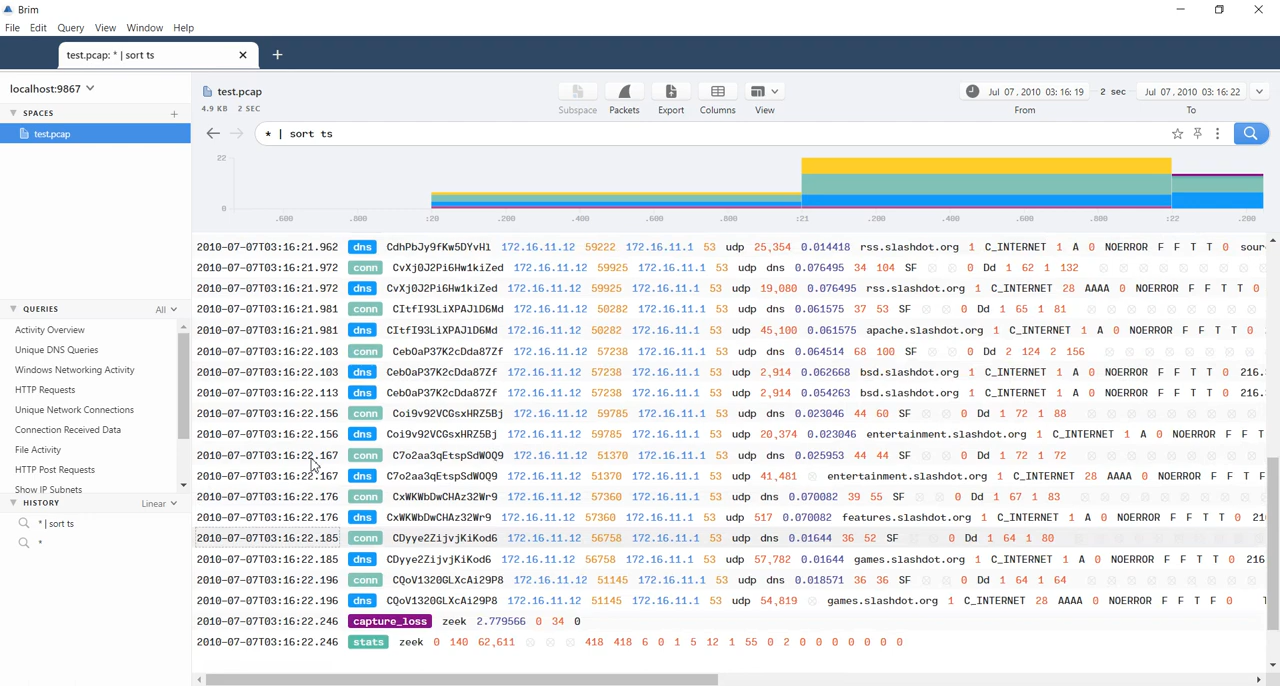 Brim
File Edit Query View Window Help
test.pcap: * | sort ts
localhost:9867
SPACES
test.pcap
test.pcap
4.9 KB 2 SEC
Subspace Packets Export Columns View
Jul 07, 2010 03:16:19 2 sec Jul 07, 2010 03:16:22
From To
* | sort ts
22
0
.600 .800 :20 .200 .400 .600 .800 :21 .200 .400 .600 .800 :22 .200
QUERIES All
Activity Overview
Unique DNS Queries
Windows Networking Activity
HTTP Requests
Unique Network Connections
Connection Received Data
File Activity
HTTP Post Requests
Show IP Subnets
HISTORY Linear
* | sort ts
*
2010-07-07T03:16:21.962 dns CdhPbJy9fKw5DYvHl 172.16.11.12 59222 172.16.11.1 53 udp 25,354 0.014418 rss.slashdot.org 1 C_INTERNET 1 A 0 NOERROR F F T T 0 sour
2010-07-07T03:16:21.972 conn CvXj0J2Pi6Hw1kiZed 172.16.11.12 59925 172.16.11.1 53 udp dns 0.076495 34 104 SF 0 Dd 1 62 1 132
2010-07-07T03:16:21.972 dns CvXj0J2Pi6Hw1kiZed 172.16.11.12 59925 172.16.11.1 53 udp 19,080 0.076495 rss.slashdot.org 1 C_INTERNET 28 AAAA 0 NOERROR F F T T 0
2010-07-07T03:16:21.981 conn CItfI93LiXPAJlD6Md 172.16.11.12 50282 172.16.11.1 53 udp dns 0.061575 37 53 SF 0 Dd 1 65 1 81
2010-07-07T03:16:21.981 dns CItfI93LiXPAJlD6Md 172.16.11.12 50282 172.16.11.1 53 udp 45,100 0.061575 apache.slashdot.org 1 C_INTERNET 1 A 0 NOERROR F F T T 0
2010-07-07T03:16:22.103 conn CebOaP37K2cDda87Zf 172.16.11.12 57238 172.16.11.1 53 udp dns 0.064514 68 100 SF 0 Dd 2 124 2 156
2010-07-07T03:16:22.103 dns CebOaP37K2cDda87Zf 172.16.11.12 57238 172.16.11.1 53 udp 2,914 0.062668 bsd.slashdot.org 1 C_INTERNET 1 A 0 NOERROR F F T T 0 216.
2010-07-07T03:16:22.113 dns CebOaP37K2cDda87Zf 172.16.11.12 57238 172.16.11.1 53 udp 2,914 0.054263 bsd.slashdot.org 1 C_INTERNET 1 A 0 NOERROR F F T T 0 216.
2010-07-07T03:16:22.156 conn Coi9v92VCGsxHRZ5Bj 172.16.11.12 59785 172.16.11.1 53 udp dns 0.023046 44 60 SF 0 Dd 1 72 1 88
2010-07-07T03:16:22.156 dns Coi9v92VCGsxHRZ5Bj 172.16.11.12 59785 172.16.11.1 53 udp 20,374 0.023046 entertainment.slashdot.org 1 C_INTERNET 1 A 0 NOERROR F F T
2010-07-07T03:16:22.167 conn C7o2aa3qEtspSdWOQ9 172.16.11.12 51370 172.16.11.1 53 udp dns 0.025953 44 44 SF 0 Dd 1 72 1 72
2010-07-07T03:16:22.167 dns C7o2aa3qEtspSdWOQ9 172.16.11.12 51370 172.16.11.1 53 udp 41,481 entertainment.slashdot.org 1 C_INTERNET 28 AAAA 0 NOERROR F
2010-07-07T03:16:22.176 conn CxWKWbDwCHAz32Wr9 172.16.11.12 57360 172.16.11.1 53 udp dns 0.070082 39 55 SF 0 Dd 1 67 1 83
2010-07-07T03:16:22.176 dns CxWKWbDwCHAz32Wr9 172.16.11.12 57360 172.16.11.1 53 udp 517 0.070082 features.slashdot.org 1 C_INTERNET 1 A 0 NOERROR F F T T 0 21
2010-07-07T03:16:22.185 conn CDyye2ZijvjKiKod6 172.16.11.12 56758 172.16.11.1 53 udp dns 0.01644 36 52 SF 0 Dd 1 64 1 80
2010-07-07T03:16:22.185 dns CDyye2ZijvjKiKod6 172.16.11.12 56758 172.16.11.1 53 udp 57,782 0.01644 games.slashdot.org 1 C_INTERNET 1 A 0 NOERROR F F T T 0 216
2010-07-07T03:16:22.196 conn CQoV1320GLXcAi29P8 172.16.11.12 51145 172.16.11.1 53 udp dns 0.018571 36 36 SF 0 Dd 1 64 1 64
2010-07-07T03:16:22.196 dns CQoV1320GLXcAi29P8 172.16.11.12 51145 172.16.11.1 53 udp 54,819 games.slashdot.org 1 C_INTERNET 28 AAAA 0 NOERROR F F T F 0 T
2010-07-07T03:16:22.246 capture_loss zeek 2.779566 0 34 0
2010-07-07T03:16:22.246 stats zeek 0 140 62,611 418 418 6 0 1 5 12 1 55 0 2 0 0 0 0 0 0